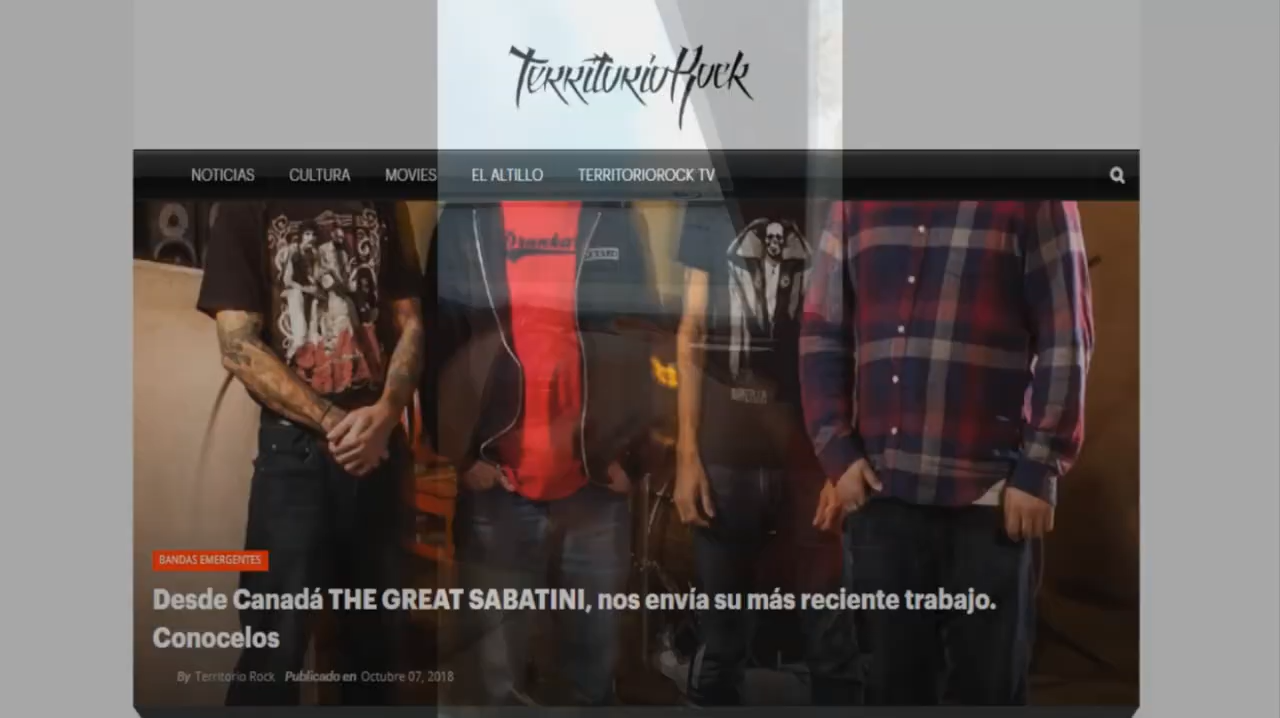 TerritorioRock
NOTICIAS CULTURA MOVIES EL ALTILLO TERRITORIOROCK TV
BANDAS EMERGENTES
Desde Canadá THE GREAT SABATINI, nos envía su más reciente trabajo.
Conocelos
By Territorio Rock Publicado en Octubre 07, 2018